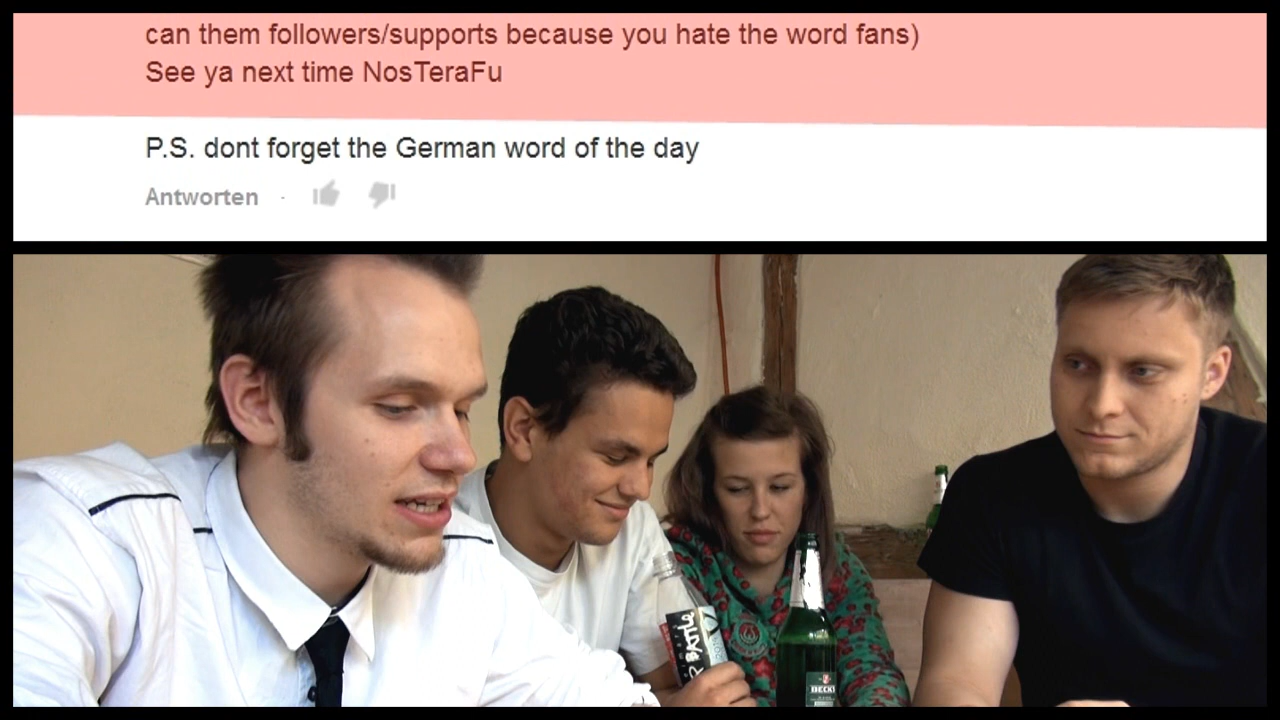 can them followers/supports because you hate the word fans)
See ya next time NosTeraFu
P.S. dont forget the German word of the day
Antworten
BATTLE
BECK'S